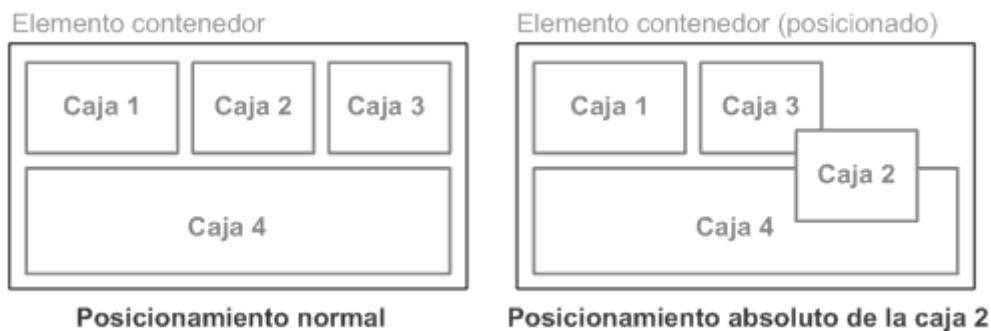 Elemento contenedor
Caja 1
Caja 2
Caja 3
Caja 4
Posicionamiento normal
Elemento contenedor (posicionado)
Caja 1
Caja 3
Caja 2
Caja 4
Posicionamiento absoluto de la caja 2